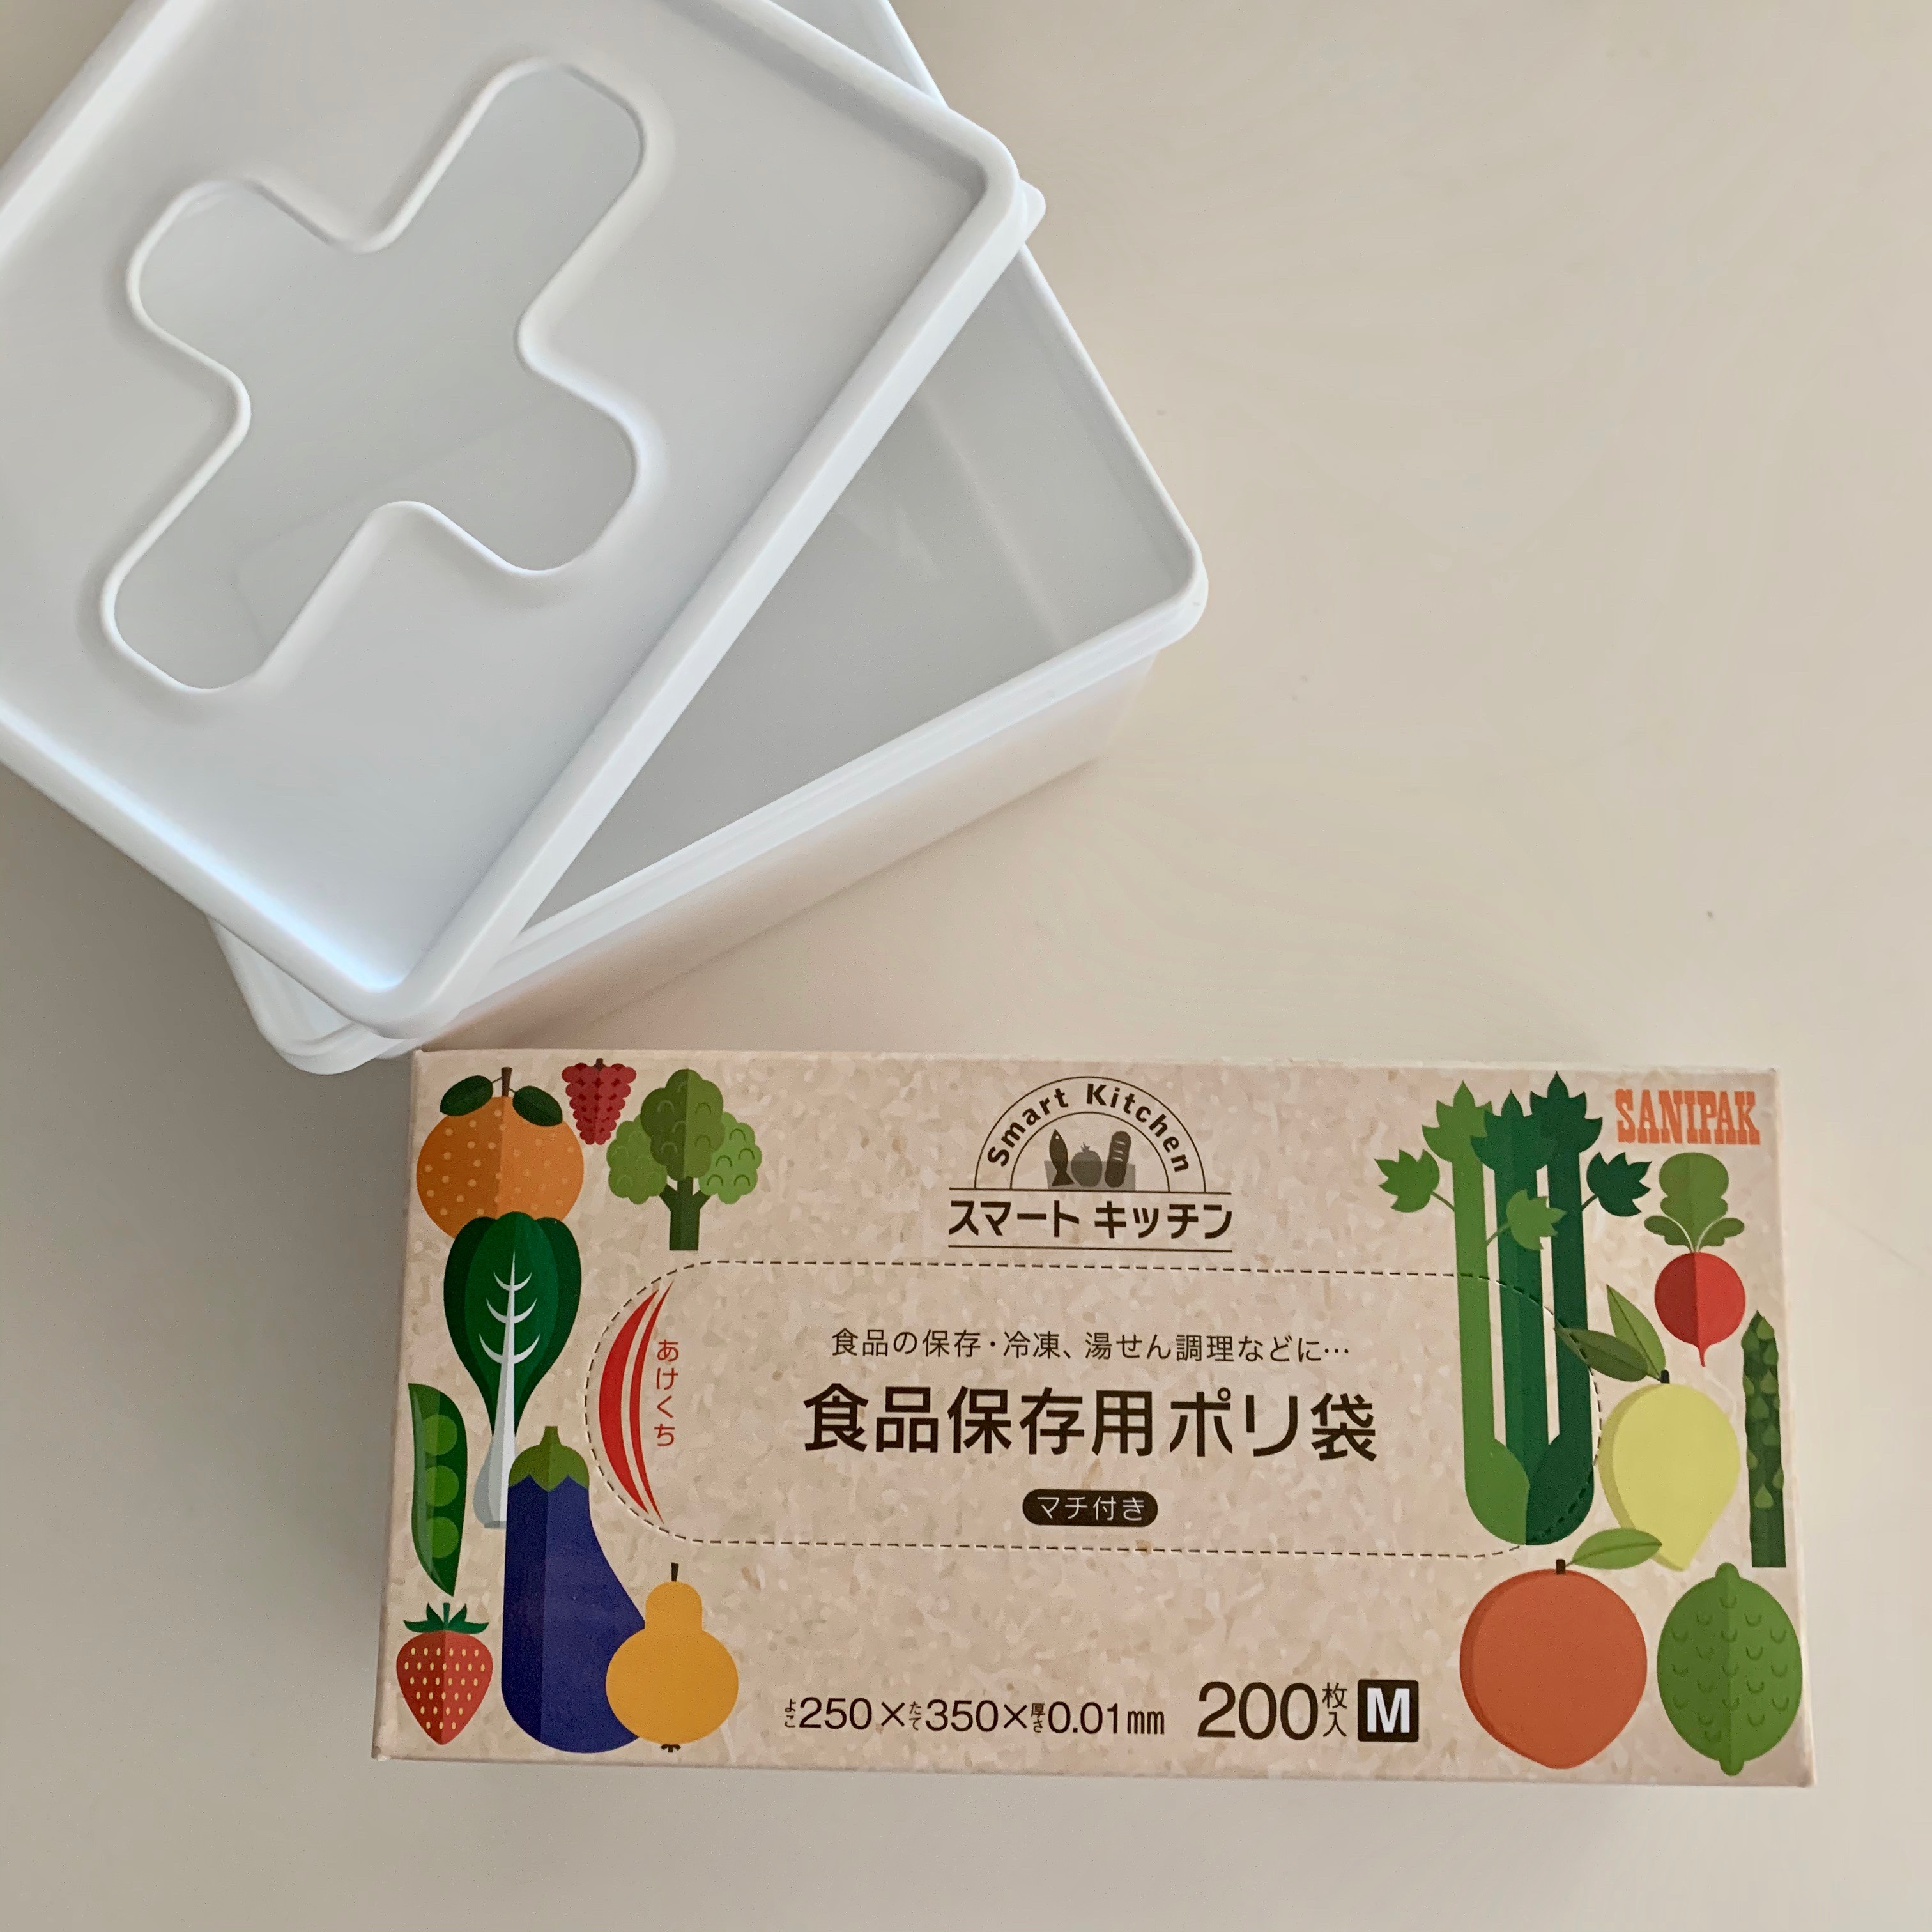 Smart Kitchen
SANIPAK
スマート キッチン
あけくち
食品の保存・冷凍、湯せん調理などに…
食品保存用ポリ袋
マチ付き
よこ250×たて350×厚さ0.01mm 200枚入 M